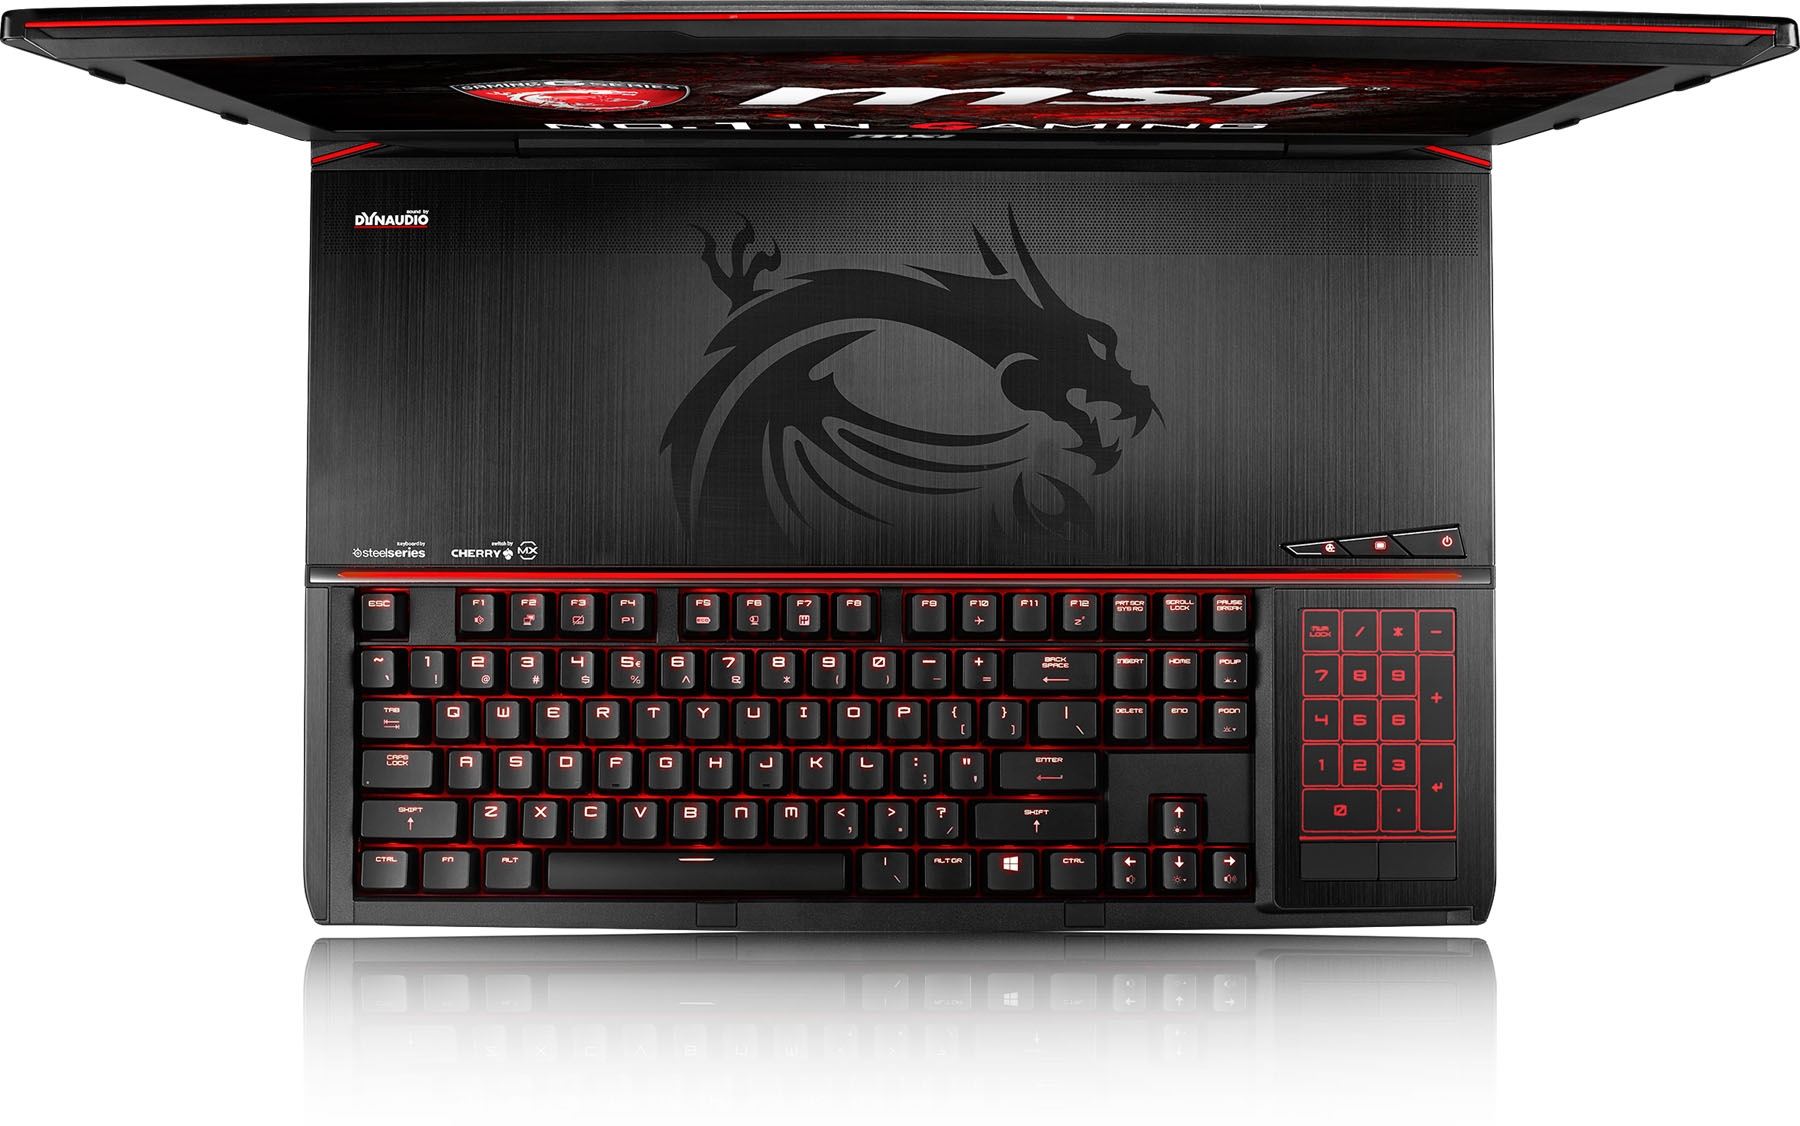 GAMING SERIES
msi
NO.1 IN GAMING
msi
sound by
DYNAUDIO
keyboard by
steelseries
switch by
CHERRY MX
ESC F1 F2 F3 F4 F5 F6 F7 F8 F9 F10 F11 F12 PRT SCR SCROLL PAUSE
P1 ECO Zz SYS RQ LOCK BREAK
~ 1 2 3 4 5 € 6 7 8 9 0 — + BACK SPACE INSERT HOME PGUP
` ! @ # $ % ^ & * ( ) _ =
TAB Q W E R T Y U I O P { } | DELETE END PGDN
[ ] \
CAPS LOCK A S D F G H J K L : " ENTER
; '
SHIFT Z X C V B N M < > ? SHIFT
, . /
CTRL FN ALT | ALT GR CTRL
\
NUM LOCK / * -
7 8 9 +
4 5 6
1 2 3
0 .